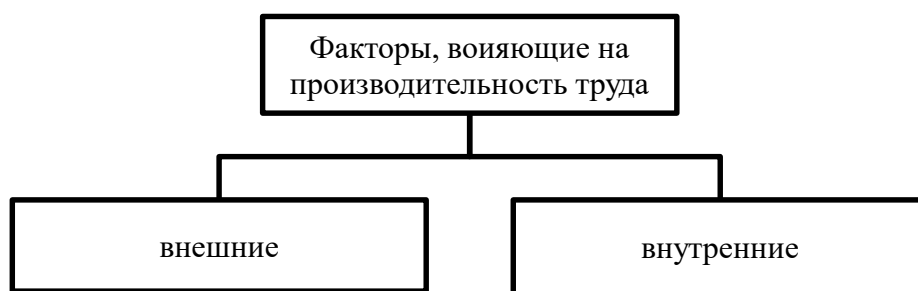 Факторы, воияющие на
производительность труда
внешние
внутренние